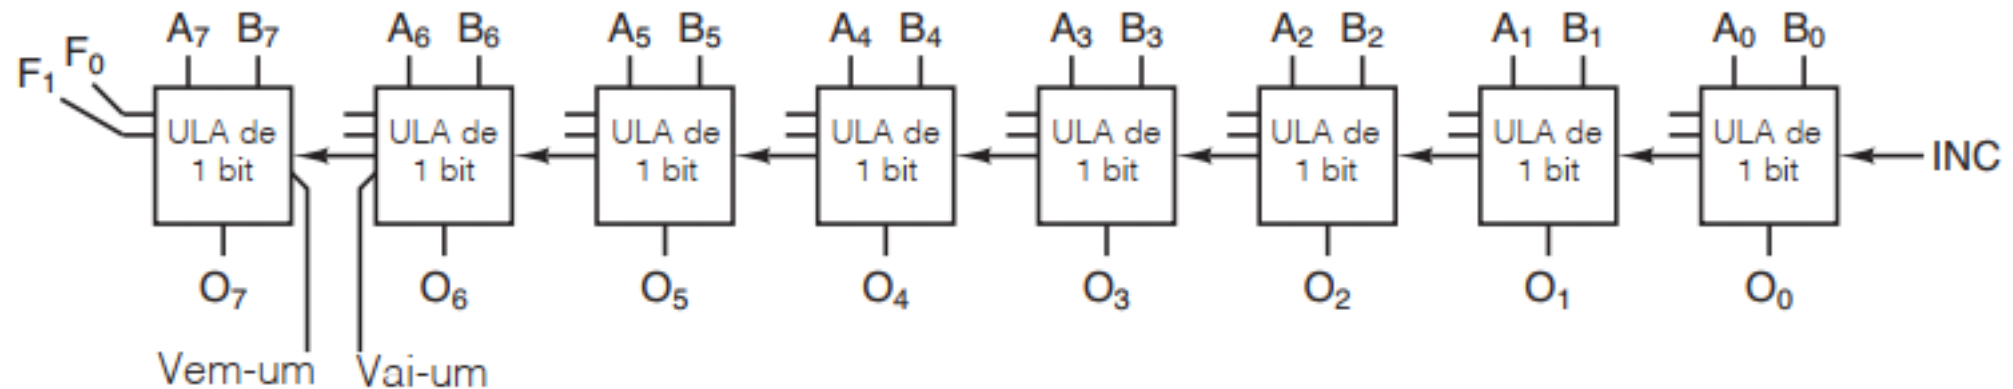 F₁ F₀ A₇ B₇ A₆ B₆ A₅ B₅ A₄ B₄ A₃ B₃ A₂ B₂ A₁ B₁ A₀ B₀
ULA de ULA de ULA de ULA de ULA de ULA de ULA de ULA de
1 bit 1 bit 1 bit 1 bit 1 bit 1 bit 1 bit 1 bit INC
O₇ O₆ O₅ O₄ O₃ O₂ O₁ O₀
Vem-um Vai-um